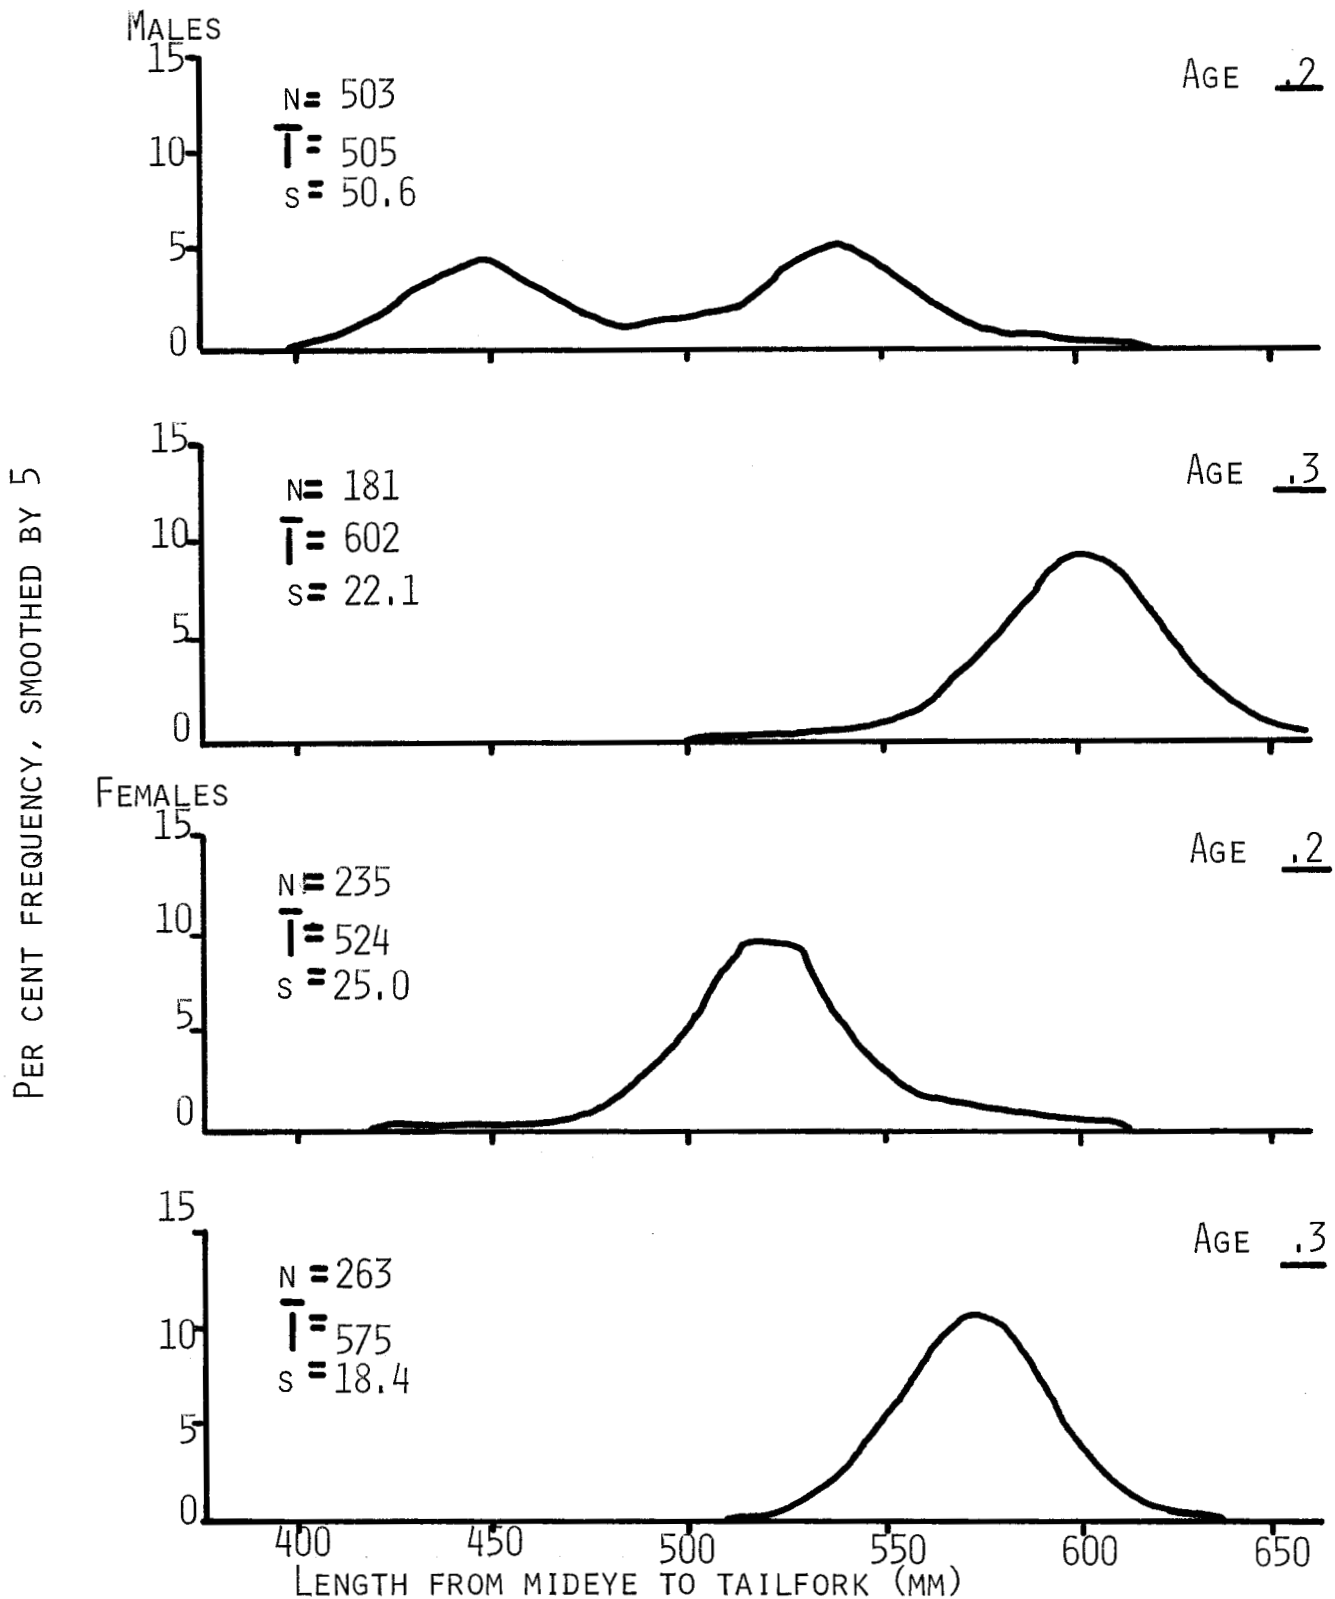 MALES
15
AGE .2
N= 503
10
T̅= 505
S= 50.6
5
0
15
AGE .3
N= 181
10
T̅= 602
S= 22.1
5
0
PER CENT FREQUENCY, SMOOTHED BY 5
FEMALES
15
AGE .2
N= 235
10
T̅= 524
S= 25.0
5
0
15
AGE .3
N= 263
10
T̅= 575
S= 18.4
5
0
400 450 500 550 600 650
LENGTH FROM MIDEYE TO TAILFORK (MM)